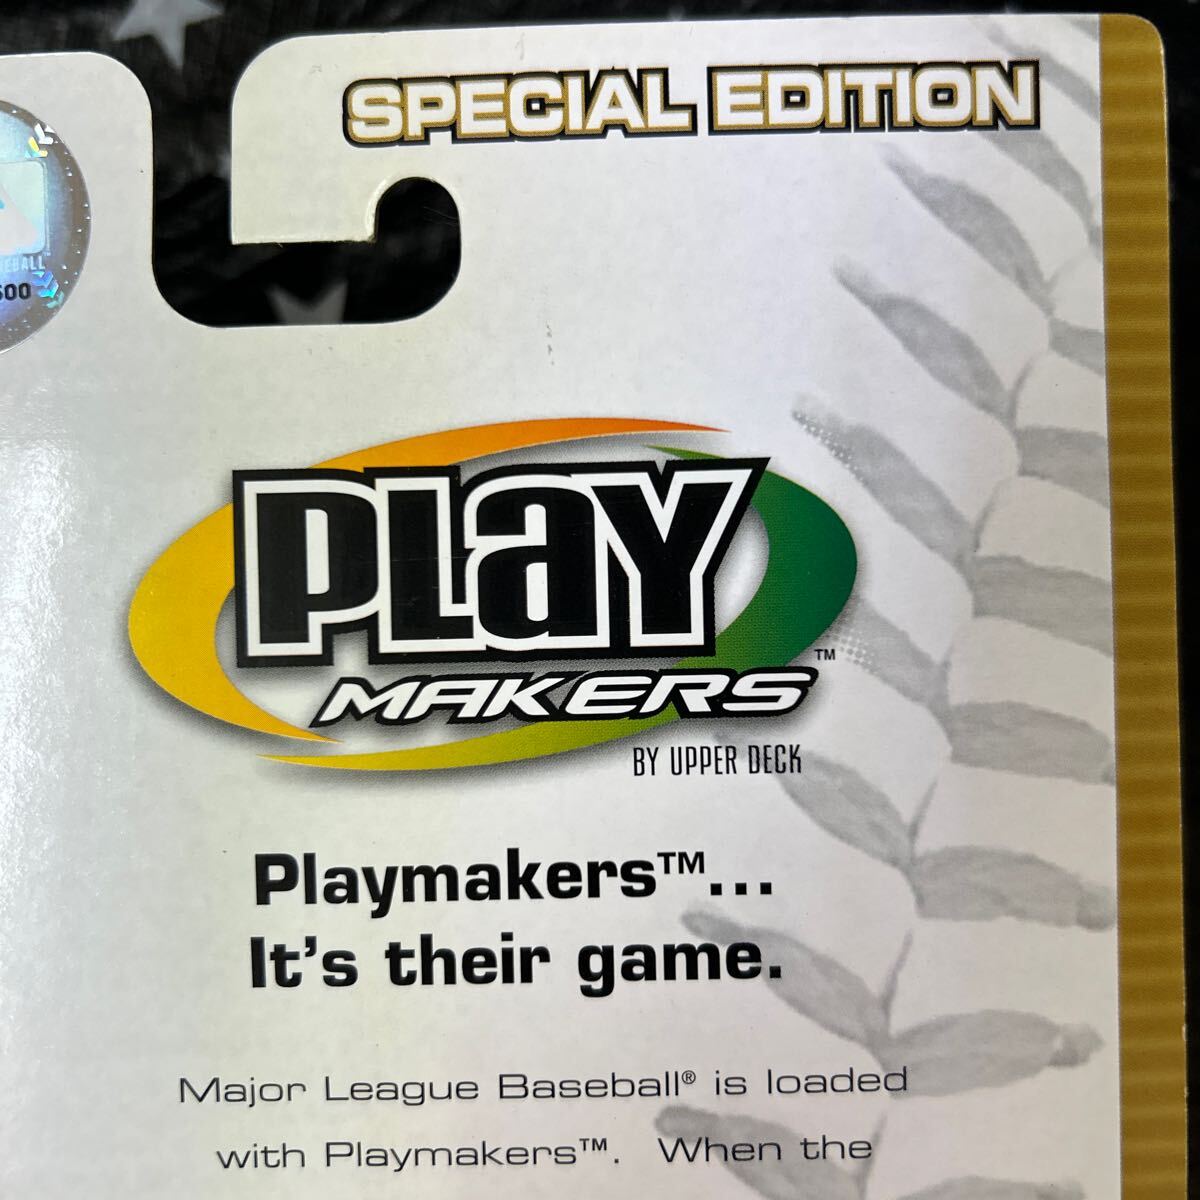 SPECIAL EDITION
PLaY
MAKERS™
BY UPPER DECK
Playmakers™...
It's their game.
Major League Baseball® is loaded
with Playmakers™. When the